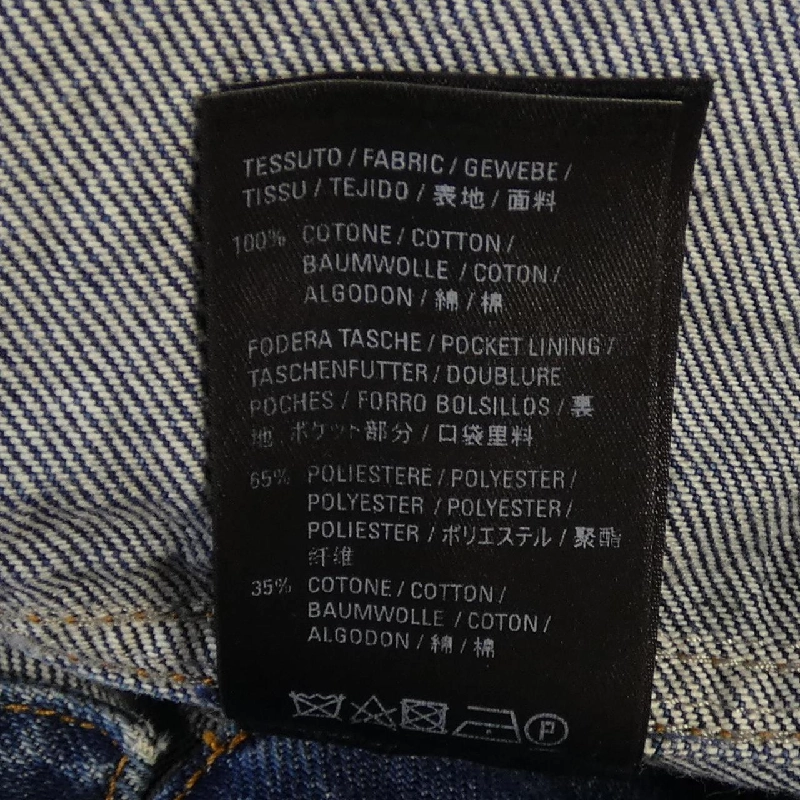 TESSUTO / FABRIC / GEWEBE /
TISSU / TEJIDO / 表地 / 面料
100% COTONE / COTTON /
BAUMWOLLE / COTON /
ALGODON / 綿 / 棉
FODERA TASCHE / POCKET LINING /
TASCHENFUTTER / DOUBLURE
POCHES / FORRO BOLSILLOS / 裏
地 ポケット部分 / 口袋里料
65% POLIESTERE / POLYESTER /
POLYESTER / POLYESTER /
POLIESTER / ポリエステル / 聚酯
纤维
35% COTONE / COTTON /
BAUMWOLLE / COTON /
ALGODON / 綿 / 棉
P